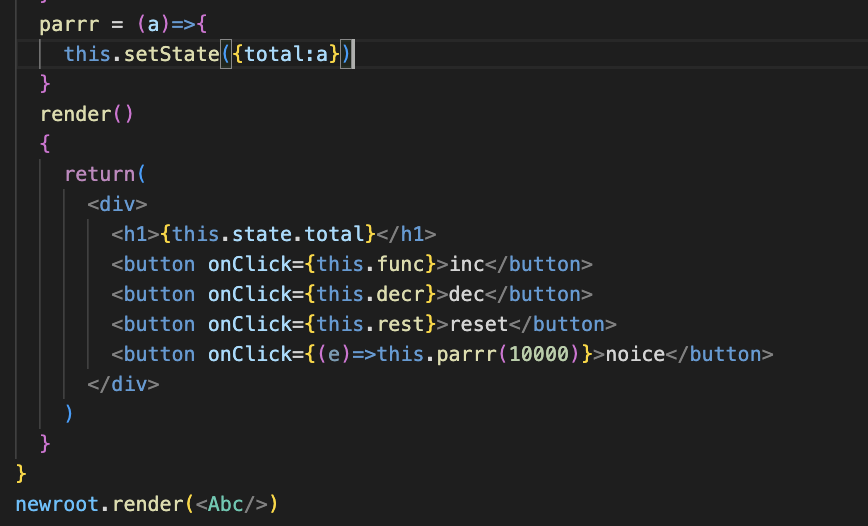 parrr = (a)=>{
this.setState({total:a})
}
render()
{
return(
<div>
<h1>{this.state.total}</h1>
<button onClick={this.func}>inc</button>
<button onClick={this.decr}>dec</button>
<button onClick={this.rest}>reset</button>
<button onClick={(e)=>this.parrr(10000)}>noice</button>
</div>
)
}
}
newroot.render(<Abc/>)